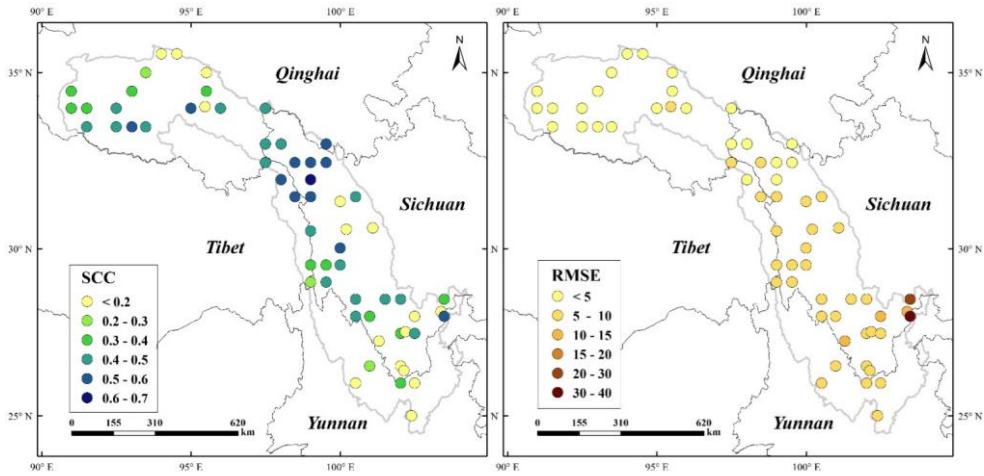 90° E 95° E 100° E
35° N
30° N
25° N
N
Qinghai
Sichuan
Tibet
Yunnan
SCC
< 0.2
0.2 - 0.3
0.3 - 0.4
0.4 - 0.5
0.5 - 0.6
0.6 - 0.7
0 155 310 620
km
90° E 95° E 100° E
90° E 95° E 100° E
35° N
30° N
25° N
N
Qinghai
Sichuan
Tibet
Yunnan
RMSE
< 5
5 - 10
10 - 15
15 - 20
20 - 30
30 - 40
0 155 310 620
km
90° E 95° E 100° E